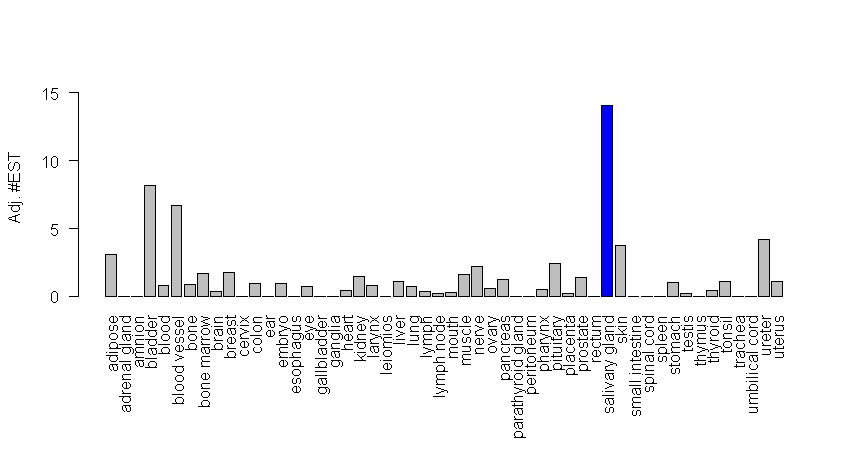 15
10
5
0
Adj. #EST
adipose
adrenal gland
amnion
bladder
blood
blood vessel
bone
bone marrow
brain
breast
cervix
colon
ear
embryo
esophagus
eye
gallbladder
ganglia
heart
kidney
larynx
leiomios
liver
lung
lymph
lymph node
mouth
muscle
nerve
ovary
pancreas
parathyroid gland
peritoneum
pharynx
pituitary
placenta
prostate
rectum
salivary gland
skin
small intestine
spinal cord
spleen
stomach
testis
thymus
thyroid
tonsil
trachea
umbilical cord
ureter
uterus